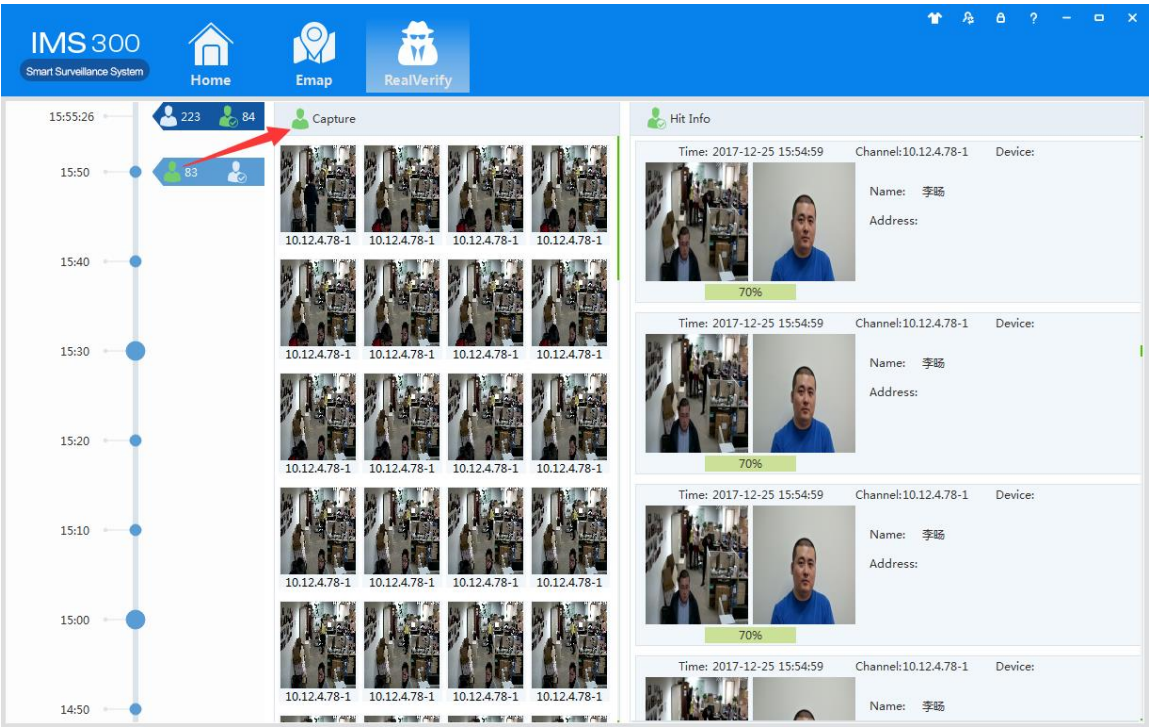 IMS 300
Smart Surveillance System
Home
Emap
RealVerify
?
15:55:26
223
84
15:50
83
15:40
15:30
15:20
15:10
15:00
14:50
Capture
10.12.4.78-1 10.12.4.78-1 10.12.4.78-1 10.12.4.78-1
10.12.4.78-1 10.12.4.78-1 10.12.4.78-1 10.12.4.78-1
10.12.4.78-1 10.12.4.78-1 10.12.4.78-1 10.12.4.78-1
10.12.4.78-1 10.12.4.78-1 10.12.4.78-1 10.12.4.78-1
10.12.4.78-1 10.12.4.78-1 10.12.4.78-1 10.12.4.78-1
Hit Info
Time: 2017-12-25 15:54:59 Channel:10.12.4.78-1 Device:
Name: 李旸
Address:
70%
Time: 2017-12-25 15:54:59 Channel:10.12.4.78-1 Device:
Name: 李旸
Address:
70%
Time: 2017-12-25 15:54:59 Channel:10.12.4.78-1 Device:
Name: 李旸
Address:
70%
Time: 2017-12-25 15:54:59 Channel:10.12.4.78-1 Device:
Name: 李旸